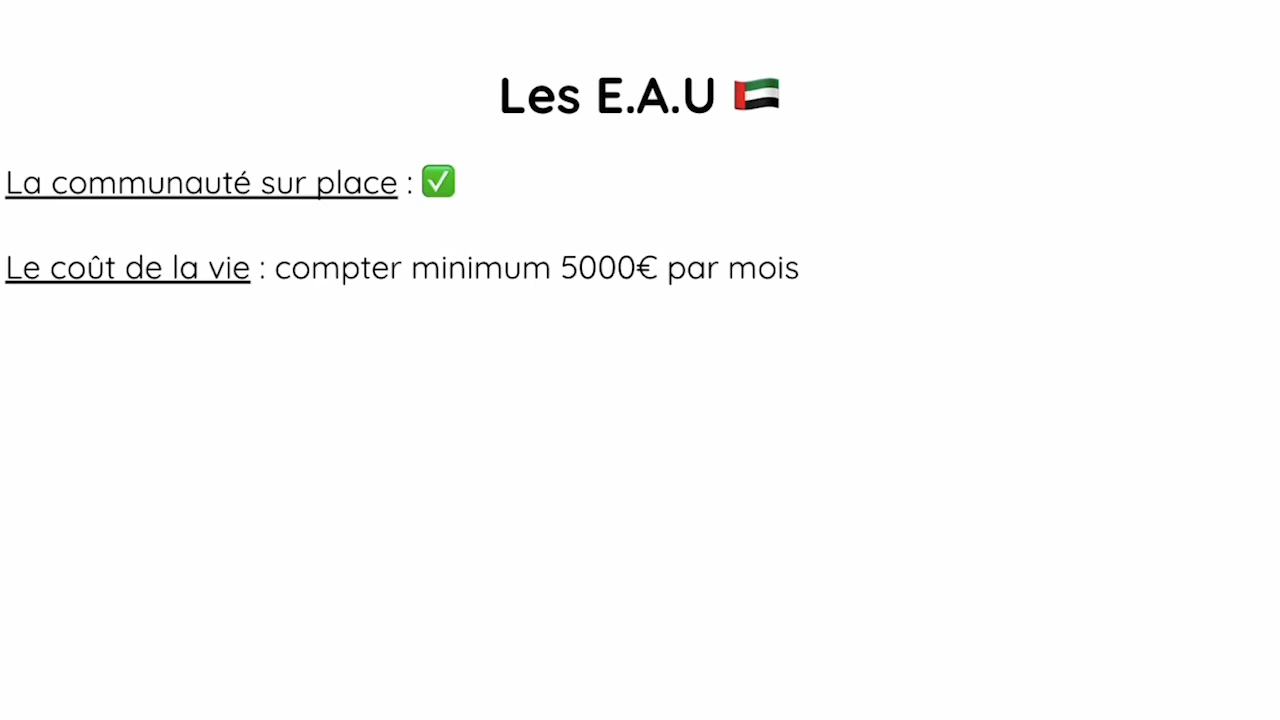 Les E.A.U 🇦🇪
La communauté sur place : ✅
Le coût de la vie : compter minimum 5000€ par mois